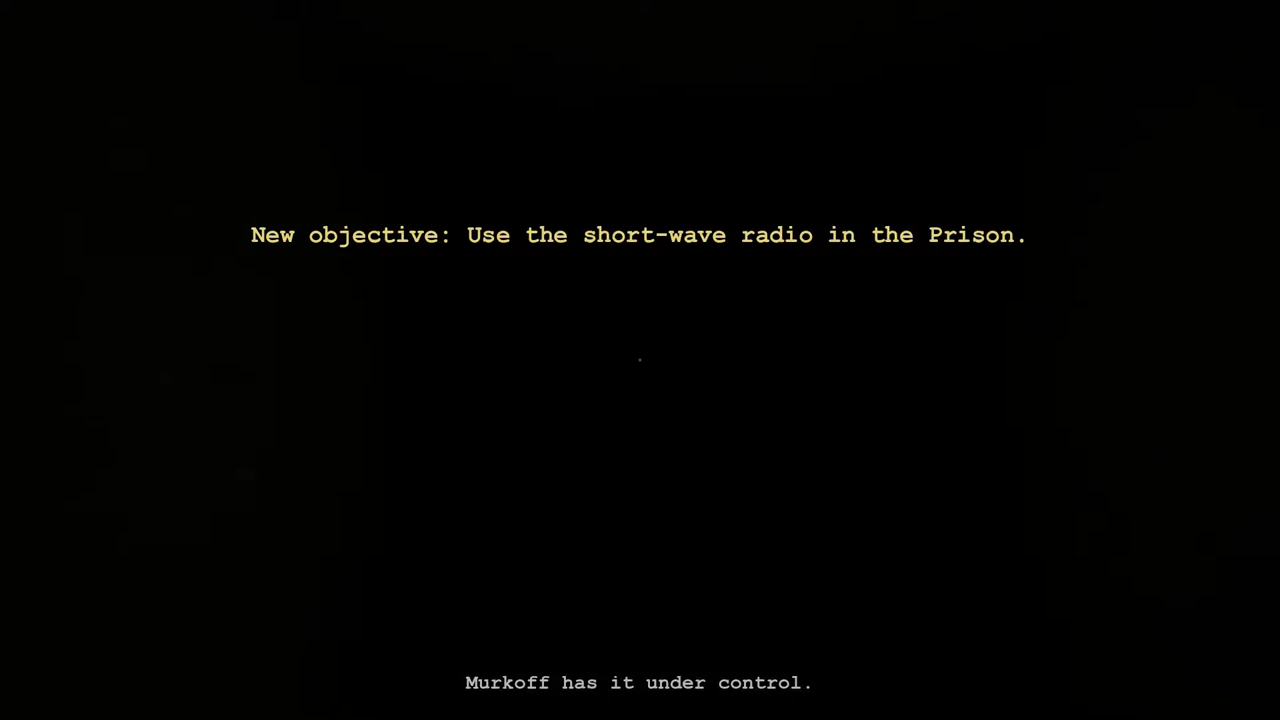 New objective: Use the short-wave radio in the Prison.
Murkoff has it under control.